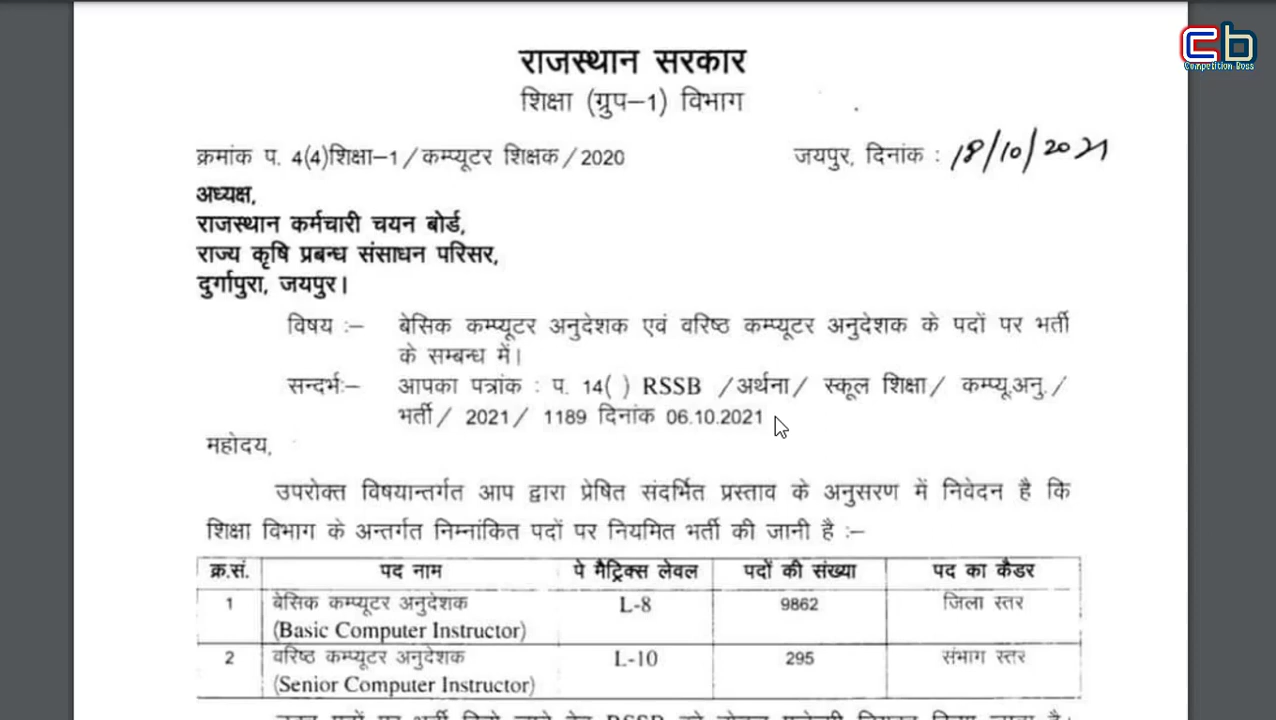 Cb
Competition Boss
राजस्थान सरकार
शिक्षा (ग्रुप–1) विभाग
क्रमांक प. 4(4)शिक्षा–1/कम्प्यूटर शिक्षक/2020 जयपुर, दिनांक : 18/10/2021
अध्यक्ष,
राजस्थान कर्मचारी चयन बोर्ड,
राज्य कृषि प्रबन्ध संसाधन परिसर,
दुर्गापुरा, जयपुर।
विषय :– बेसिक कम्प्यूटर अनुदेशक एवं वरिष्ठ कम्प्यूटर अनुदेशक के पदों पर भर्ती
के सम्बन्ध में।
सन्दर्भः– आपका पत्रांक : प. 14( ) RSSB /अर्थना/ स्कूल शिक्षा/ कम्प्यू.अनु./
भर्ती/ 2021/ 1189 दिनांक 06.10.2021
महोदय,
उपरोक्त विषयान्तर्गत आप द्वारा प्रेषित संदर्भित प्रस्ताव के अनुसरण में निवेदन है कि
शिक्षा विभाग के अन्तर्गत निम्नांकित पदों पर नियमित भर्ती की जानी है :–
क्र.सं. पद नाम पे मैट्रिक्स लेवल पदों की संख्या पद का कैडर
1 बेसिक कम्प्यूटर अनुदेशक L-8 9862 जिला स्तर
(Basic Computer Instructor)
2 वरिष्ठ कम्प्यूटर अनुदेशक L-10 295 संभाग स्तर
(Senior Computer Instructor)